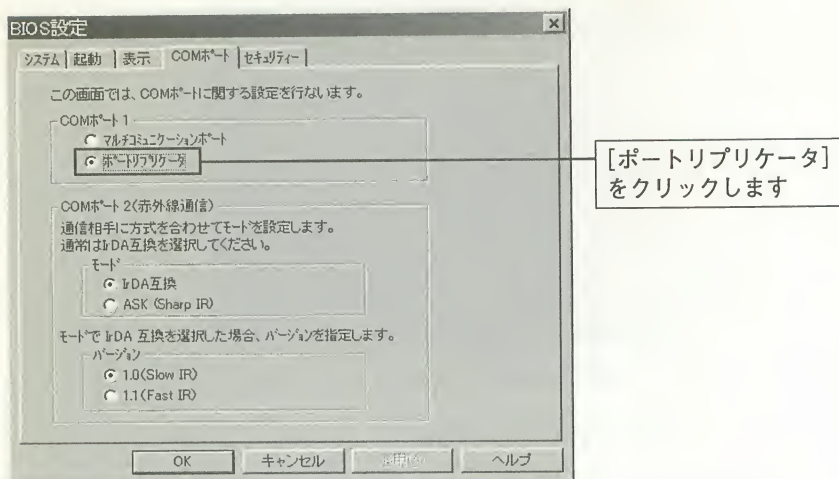 BIOS設定
システム 起動 表示 COMポート セキュリティー
この画面では、COMポートに関する設定を行ないます。
COMポート 1
マルチコミュニケーションポート
ポートリプリケータ
[ポートリプリケータ]
をクリックします
COMポート 2(赤外線通信)
通信相手に方式を合わせてモードを設定します。
通常はIrDA互換を選択してください。
モード
IrDA互換
ASK (Sharp IR)
モードで IrDA 互換を選択した場合、バージョンを指定します。
バージョン
1.0(Slow IR)
1.1(Fast IR)
OK キャンセル ヘルプ